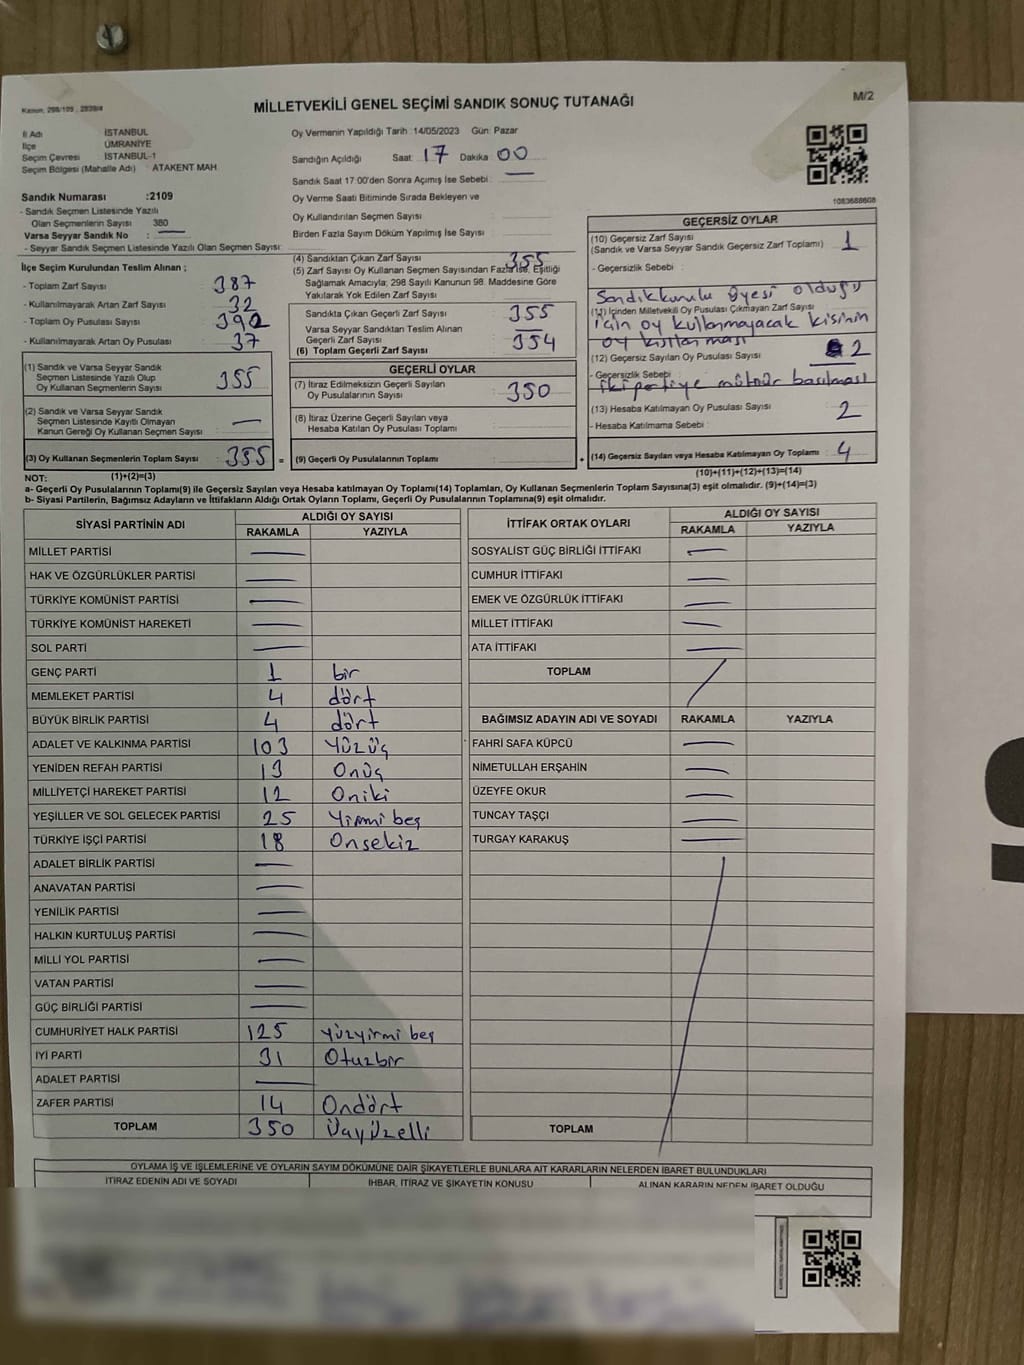 Kanun, 298/105 , 2839/4
MİLLETVEKİLİ GENEL SEÇİMİ SANDIK SONUÇ TUTANAĞI
M/2
İl Adı İSTANBUL
İlçe ÜMRANİYE
Seçim Çevresi İSTANBUL-1
Seçim Bölgesi (Mahalle Adı) ATAKENT MAH.
Sandık Numarası :2109
- Sandık Seçmen Listesinde Yazılı
Olan Seçmenlerin Sayısı 380
Varsa Seyyar Sandık No : —
- Seyyar Sandık Seçmen Listesinde Yazılı Olan Seçmen Sayısı :
Oy Vermenin Yapıldığı Tarih :14/05/2023 Gün: Pazar
Sandığın Açıldığı Saat: 17 Dakika: 00
Sandık Saat 17:00'den Sonra Açımış İse Sebebi : —
Oy Verme Saati Bitiminde Sırada Bekleyen ve
Oy Kullandırılan Seçmen Sayısı :
Birden Fazla Sayım Döküm Yapılmış İse Sayısı :
1083688608
İlçe Seçim Kurulundan Teslim Alınan ;
- Toplam Zarf Sayısı : 387
- Kullanılmayarak Artan Zarf Sayısı : 32
- Toplam Oy Pusulası Sayısı : 392
- Kullanılmayarak Artan Oy Pusulası : 37
(1) Sandık ve Varsa Seyyar Sandık
Seçmen Listesinde Yazılı Olup
Oy Kullanan Seçmenlerin Sayısı : 355
(2) Sandık ve Varsa Seyyar Sandık
Seçmen Listesinde Kayıtlı Olmayan
Kanun Gereği Oy Kullanan Seçmen Sayısı : —
(3) Oy Kullanan Seçmenlerin Toplam Sayısı : 355 =
(4) Sandıktan Çıkan Zarf Sayısı : 355
(5) Zarf Sayısı Oy Kullanan Seçmen Sayısından Fazla İse, Eşitliği
Sağlamak Amacıyla; 298 Sayılı Kanunun 98. Maddesine Göre
Yakılarak Yok Edilen Zarf Sayısı :
Sandıkta Çıkan Geçerli Zarf Sayısı : 355
Varsa Seyyar Sandıktan Teslim Alınan
Geçerli Zarf Sayısı : —
(6) Toplam Geçerli Zarf Sayısı : 354
GEÇERLİ OYLAR
(7) İtiraz Edilmeksizin Geçerli Sayılan
Oy Pusulalarının Sayısı : 350
(8) İtiraz Üzerine Geçerli Sayılan veya
Hesaba Katılan Oy Pusulası Toplamı :
(9) Geçerli Oy Pusulalarının Toplamı : +
GEÇERSİZ OYLAR
(10) Geçersiz Zarf Sayısı
(Sandık ve Varsa Seyyar Sandık Geçersiz Zarf Toplamı) : 1
- Geçersizlik Sebebi :
Sandık kurulu üyesi olduğu
(11) İçinden Milletvekili Oy Pusulası Çıkmayan Zarf Sayısı
için oy kullanmayacak kişinin
oy kullanması
(12) Geçersiz Sayılan Oy Pusulası Sayısı : 2
- Geçersizlik Sebebi :
iki partiye mühür basılması
(13) Hesaba Katılmayan Oy Pusulası Sayısı : 2
- Hesaba Katılmama Sebebi :
(14) Geçersiz Sayılan veya Hesaba Katılmayan Oy Toplamı : 4
NOT: (1)+(2)=(3) (10)+(11)+(12)+(13)=(14)
a- Geçerli Oy Pusulalarının Toplamı(9) ile Geçersiz Sayılan veya Hesaba katılmayan Oy Toplamı(14) Toplamları, Oy Kullanan Seçmenlerin Toplam Sayısına(3) eşit olmalıdır. (9)+(14)=(3)
b- Siyasi Partilerin, Bağımsız Adayların ve İttifakların Aldığı Ortak Oyların Toplamı, Geçerli Oy Pusulalarının Toplamına(9) eşit olmalıdır.
SİYASİ PARTİNİN ADI ALDIĞI OY SAYISI
RAKAMLA YAZIYLA
MİLLET PARTİSİ —
HAK VE ÖZGÜRLÜKLER PARTİSİ —
TÜRKİYE KOMÜNİST PARTİSİ —
TÜRKİYE KOMÜNİST HAREKETİ —
SOL PARTİ —
GENÇ PARTİ 1 bir
MEMLEKET PARTİSİ 4 dört
BÜYÜK BİRLİK PARTİSİ 4 dört
ADALET VE KALKINMA PARTİSİ 103 Yüzüç
YENİDEN REFAH PARTİSİ 13 Onüç
MİLLİYETÇİ HAREKET PARTİSİ 12 Oniki
YEŞİLLER VE SOL GELECEK PARTİSİ 25 Yirmi beş
TÜRKİYE İŞÇİ PARTİSİ 18 Onsekiz
ADALET BİRLİK PARTİSİ —
ANAVATAN PARTİSİ —
YENİLİK PARTİSİ —
HALKIN KURTULUŞ PARTİSİ —
MİLLİ YOL PARTİSİ —
VATAN PARTİSİ —
GÜÇ BİRLİĞİ PARTİSİ —
CUMHURİYET HALK PARTİSİ 125 yüzyirmi beş
İYİ PARTİ 31 Otuzbir
ADALET PARTİSİ —
ZAFER PARTİSİ 14 Ondört
TOPLAM 350 Üçyüzelli
İTTİFAK ORTAK OYLARI ALDIĞI OY SAYISI
RAKAMLA YAZIYLA
SOSYALİST GÜÇ BİRLİĞİ İTTİFAKI —
CUMHUR İTTİFAKI —
EMEK VE ÖZGÜRLÜK İTTİFAKI —
MİLLET İTTİFAKI —
ATA İTTİFAKI —
TOPLAM
BAĞIMSIZ ADAYIN ADI VE SOYADI RAKAMLA YAZIYLA
FAHRİ SAFA KÜPCÜ —
NİMETULLAH ERŞAHİN —
ÜZEYFE OKUR —
TUNCAY TAŞÇI —
TURGAY KARAKUŞ —
TOPLAM
OYLAMA İŞ VE İŞLEMLERİNE VE OYLARIN SAYIM DÖKÜMÜNE DAİR ŞİKAYETLERLE BUNLARA AİT KARARLARIN NELERDEN İBARET BULUNDUKLARI
İTİRAZ EDENİN ADI VE SOYADI İHBAR, İTİRAZ VE ŞİKAYETİN KONUSU ALINAN KARARIN NEDEN İBARET OLDUĞU